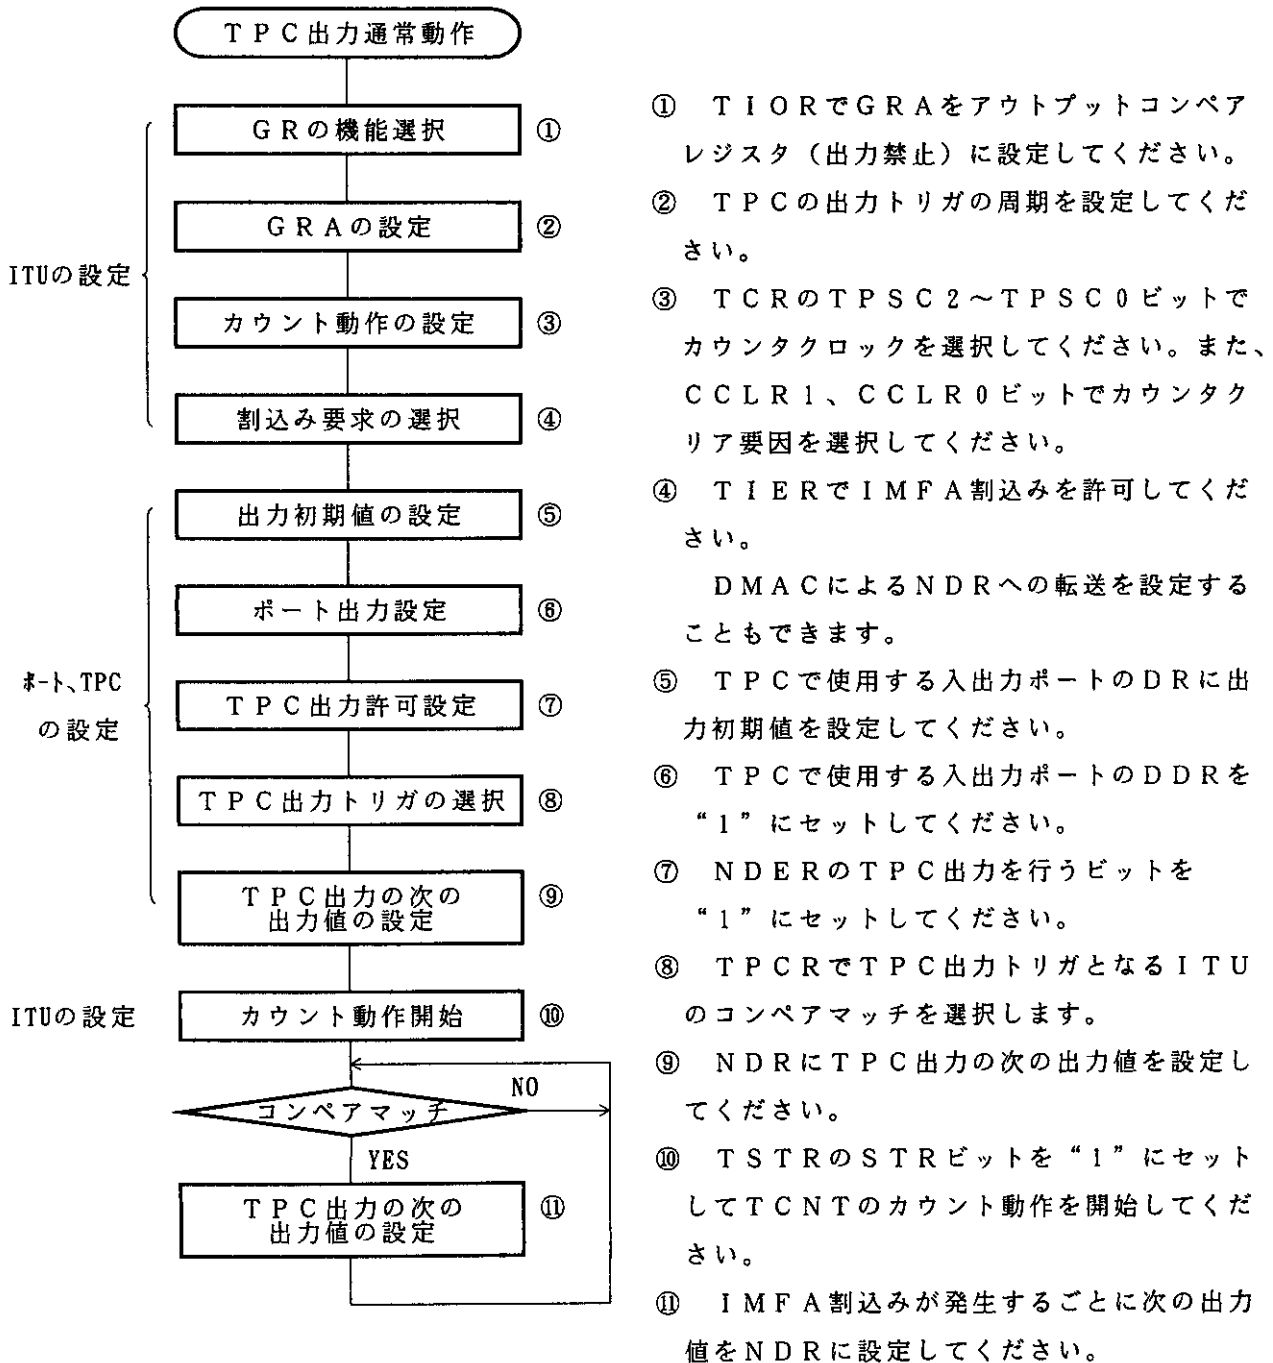 TPC出力通常動作
GRの機能選択 ①
GRAの設定 ②
ITUの設定
カウント動作の設定 ③
割込み要求の選択 ④
出力初期値の設定 ⑤
ポート出力設定 ⑥
ポート、TPC
の設定
TPC出力許可設定 ⑦
TPC出力トリガの選択 ⑧
TPC出力の次の
出力値の設定 ⑨
ITUの設定
カウント動作開始 ⑩
NO
コンペアマッチ
YES
TPC出力の次の
出力値の設定 ⑪
① TIORでGRAをアウトプットコンペア
レジスタ（出力禁止）に設定してください。
② TPCの出力トリガの周期を設定してくだ
さい。
③ TCRのTPSC2～TPSC0ビットで
カウンタクロックを選択してください。また、
CCLR1、CCLR0ビットでカウンタク
リア要因を選択してください。
④ TIERでIMFA割込みを許可してくだ
さい。
DMACによるNDRへの転送を設定する
こともできます。
⑤ TPCで使用する入出力ポートのDRに出
力初期値を設定してください。
⑥ TPCで使用する入出力ポートのDDRを
“1”にセットしてください。
⑦ NDERのTPC出力を行うビットを
“1”にセットしてください。
⑧ TPCRでTPC出力トリガとなるITU
のコンペアマッチを選択します。
⑨ NDRにTPC出力の次の出力値を設定し
てください。
⑩ TSTRのSTRビットを“1”にセット
してTCNTのカウント動作を開始してくだ
さい。
⑪ IMFA割込みが発生するごとに次の出力
値をNDRに設定してください。